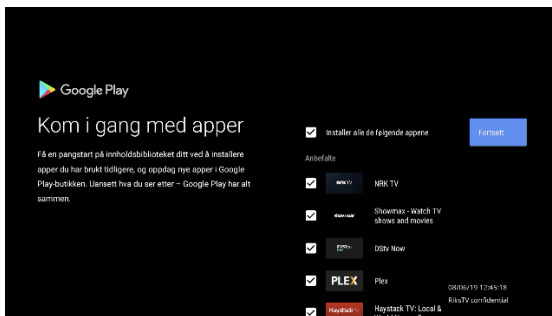 Google Play
Kom i gang med apper
Få en pangstart på innholdsbiblioteket ditt ved å installere
apper du har brukt tidligere, og oppdag nye apper i Google
Play-butikken. Uansett hva du ser etter – Google Play har alt
sammen.
Installer alle de følgende appene
Fortsett
Anbefalte
NRK TV
NRK TV
showmax
Showmax - Watch TV
shows and movies
DStv Now
PLEX
Plex
Haystack TV
Haystack TV: Local &
08/06/19 12:45:18
RiksTV confidential